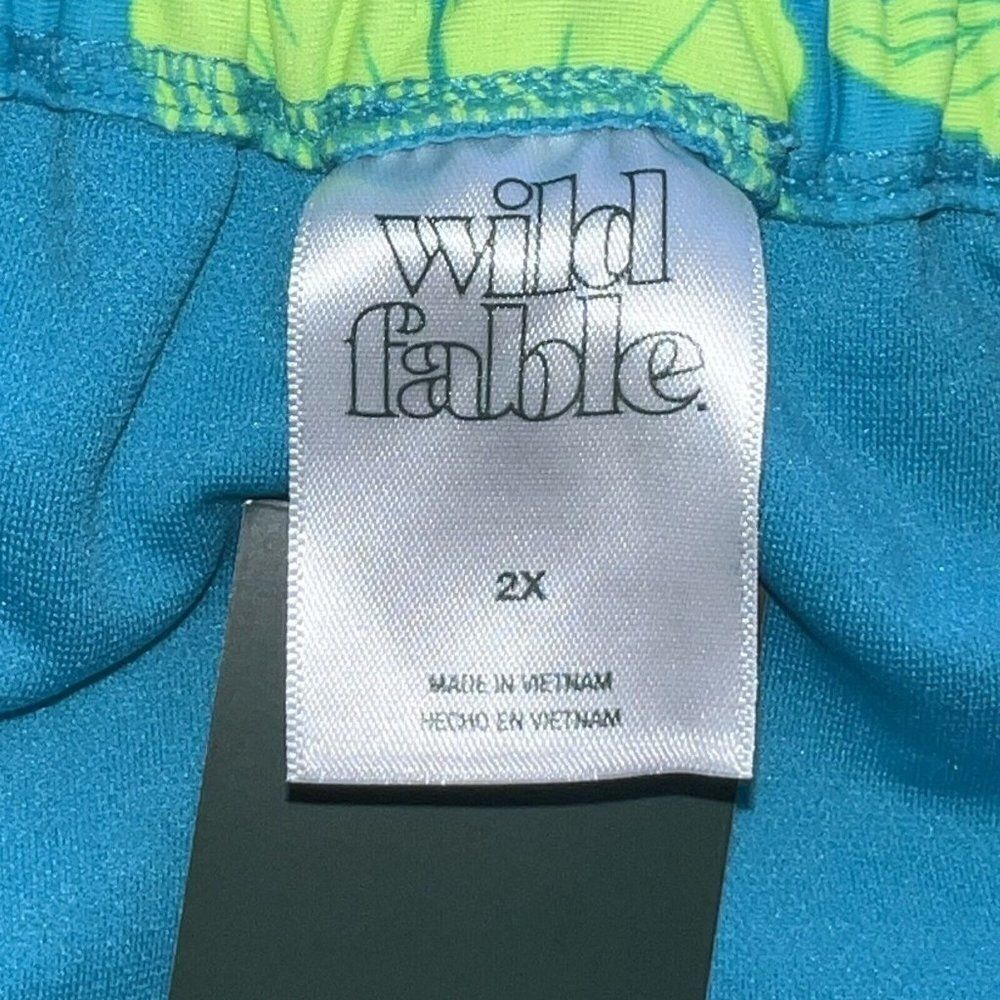 wild
fable.
2X
MADE IN VIETNAM
HECHO EN VIETNAM